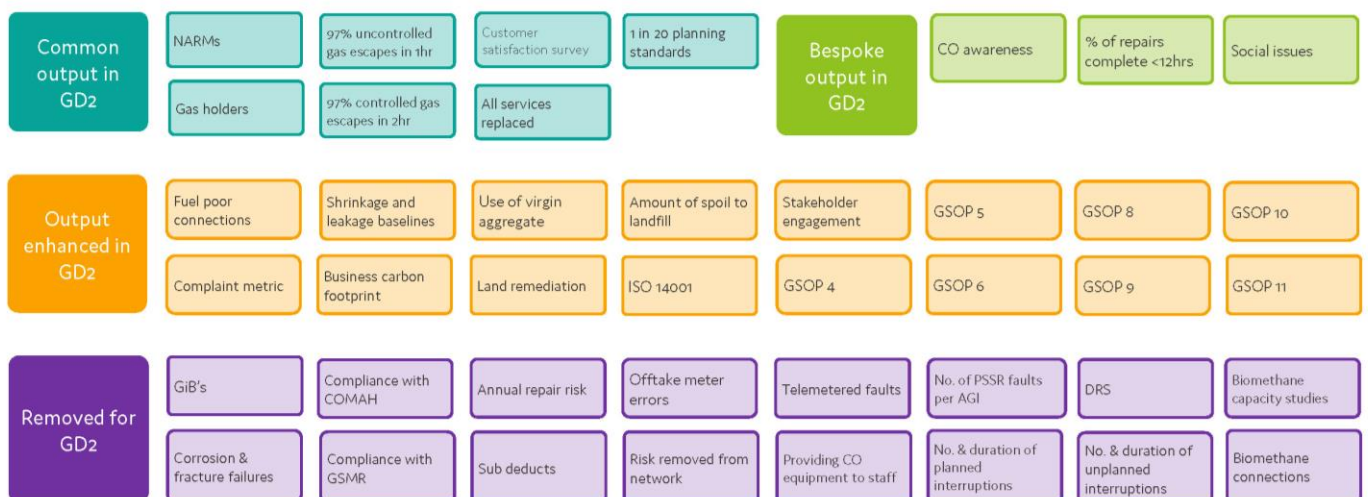 Common
output in
GD2
NARMs
97% uncontrolled
gas escapes in 1hr
Customer
satisfaction survey
1 in 20 planning
standards
Gas holders
97% controlled gas
escapes in 2hr
All services
replaced
Bespoke
output in
GD2
CO awareness
% of repairs
complete <12hrs
Social issues
Output
enhanced in
GD2
Fuel poor
connections
Shrinkage and
leakage baselines
Use of virgin
aggregate
Amount of spoil to
landfill
Stakeholder
engagement
GSOP 5
GSOP 8
GSOP 10
Complaint metric
Business carbon
footprint
Land remediation
ISO 14001
GSOP 4
GSOP 6
GSOP 9
GSOP 11
Removed for
GD2
GiB's
Compliance with
COMAH
Annual repair risk
Offtake meter
errors
Telemetered faults
No. of PSSR faults
per AGI
DRS
Biomethane
capacity studies
Corrosion &
fracture failures
Compliance with
GSMR
Sub deducts
Risk removed from
network
Providing CO
equipment to staff
No. & duration of
planned
interruptions
No. & duration of
unplanned
interruptions
Biomethane
connections